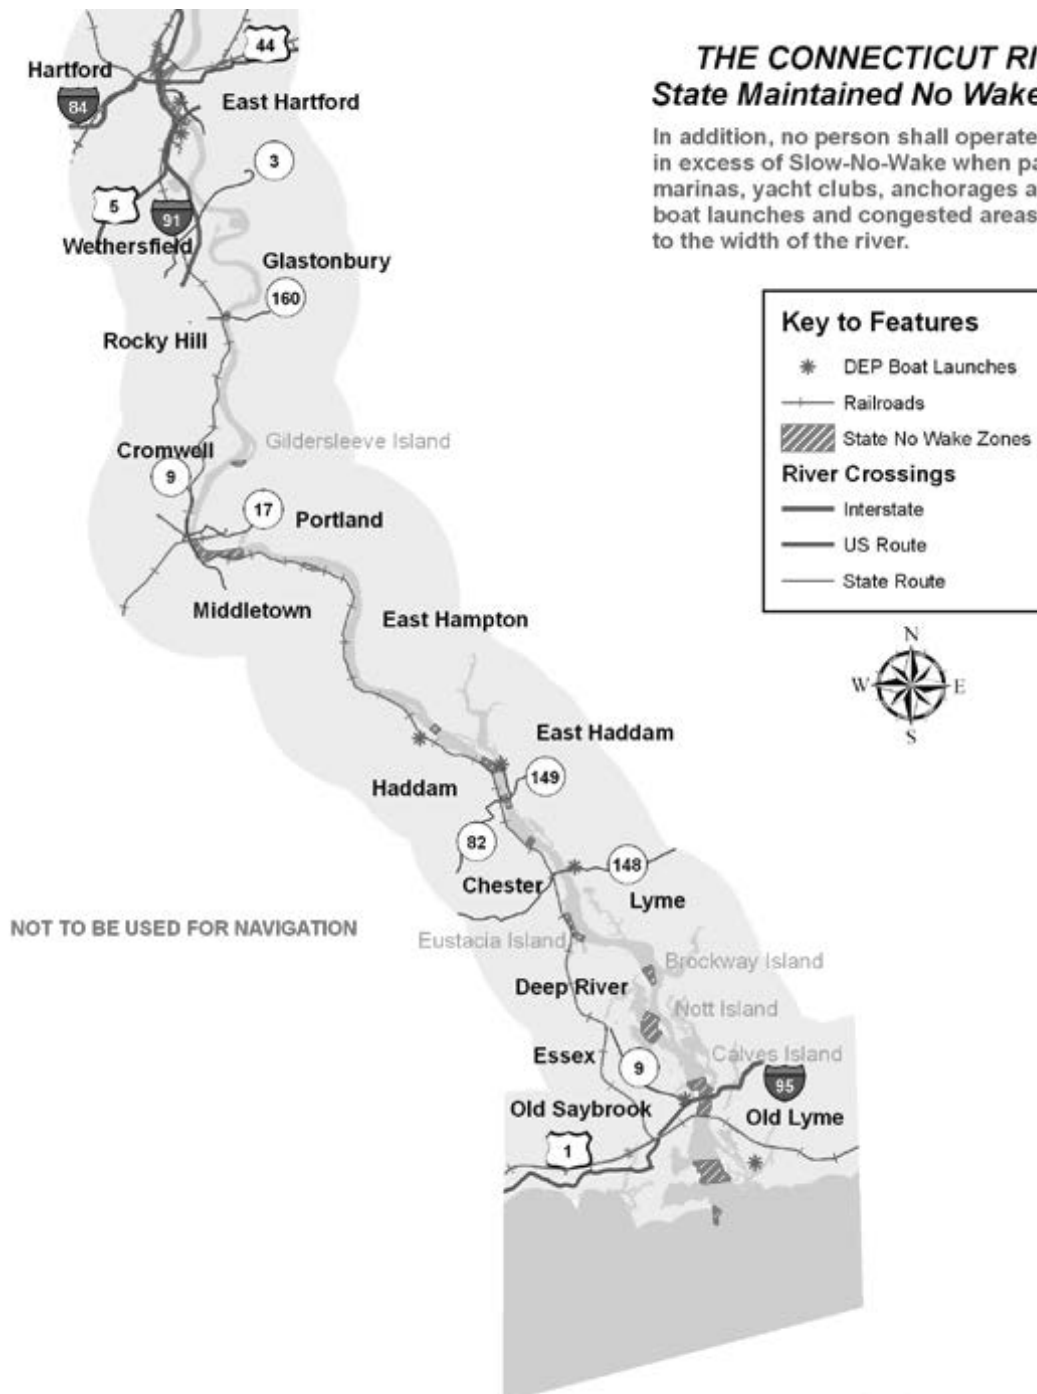 THE CONNECTICUT RI
State Maintained No Wake
In addition, no person shall operate
in excess of Slow-No-Wake when pa
marinas, yacht clubs, anchorages a
boat launches and congested areas
to the width of the river.
44
Hartford
84
East Hartford
3
5
91
Wethersfield
Glastonbury
160
Rocky Hill
Key to Features
DEP Boat Launches
Railroads
State No Wake Zones
River Crossings
Interstate
US Route
State Route
Gildersleeve Island
Cromwell
9
17
Portland
Middletown
East Hampton
N
W E
S
East Haddam
149
Haddam
82
148
Chester
Lyme
NOT TO BE USED FOR NAVIGATION
Eustacia Island
Brockway Island
Deep River
Nott Island
Essex
Calves Island
9
95
Old Saybrook
Old Lyme
1